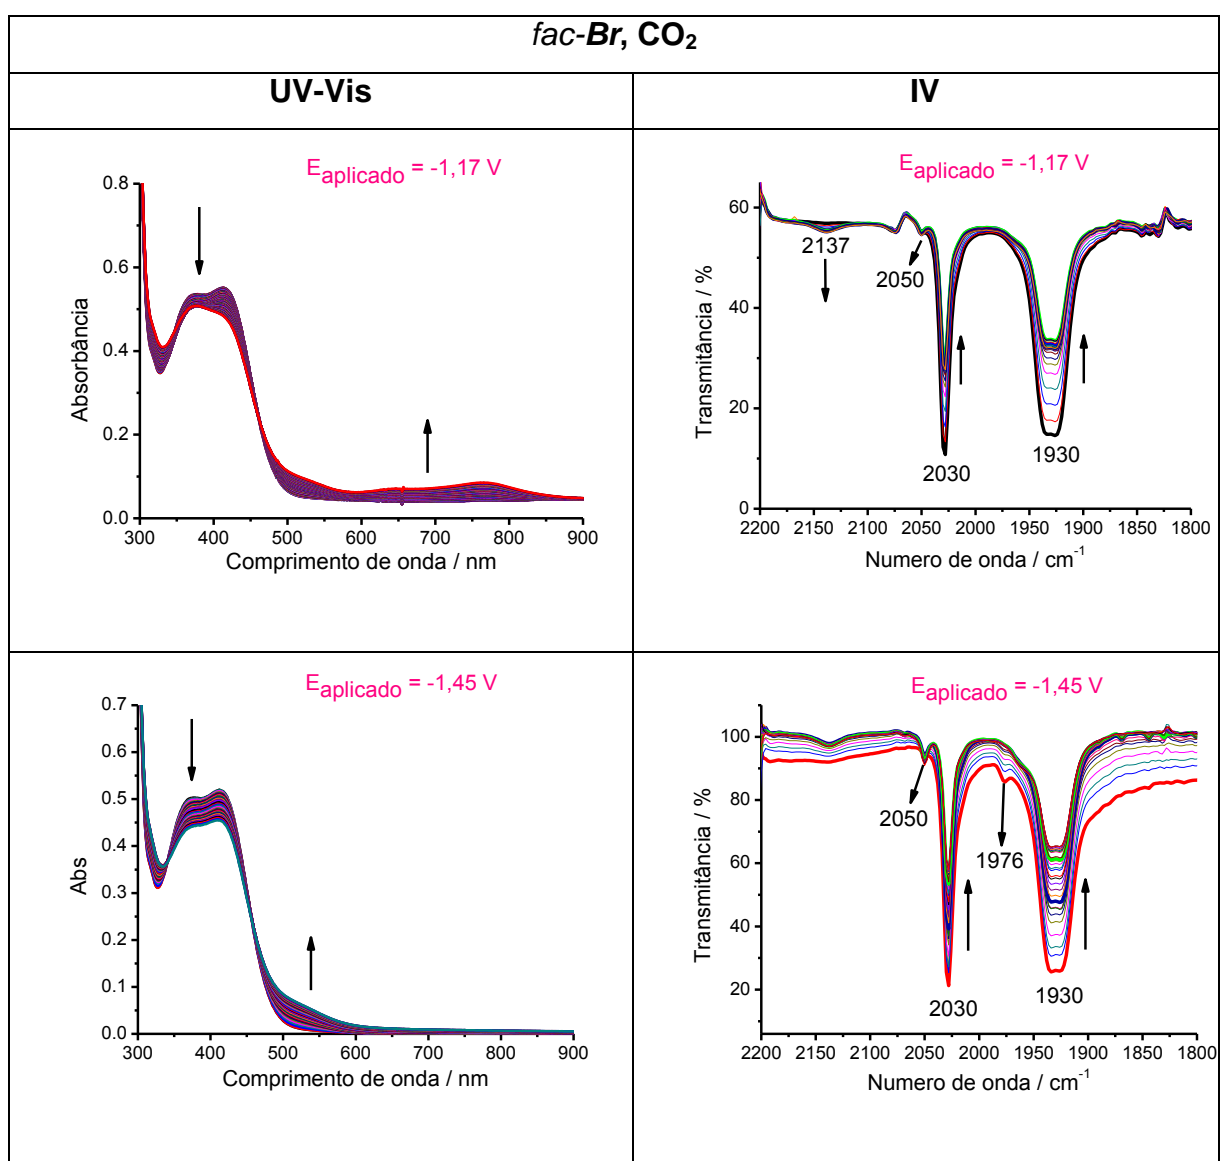 fac-Br, CO2
UV-Vis
IV
Eaplicado = -1,17 V
0.8
0.6
0.4
0.2
0.0
Absorbância
300 400 500 600 700 800 900
Comprimento de onda / nm
Eaplicado = -1,17 V
60
40
20
0
Transmitância / %
2137
2050
2030
1930
2200 2150 2100 2050 2000 1950 1900 1850 1800
Numero de onda / cm-1
Eaplicado = -1,45 V
0.7
0.6
0.5
0.4
0.3
0.2
0.1
0.0
Abs
300 400 500 600 700 800 900
Comprimento de onda / nm
Eaplicado = -1,45 V
100
80
60
40
20
Transmitância / %
2050
1976
2030
1930
2200 2150 2100 2050 2000 1950 1900 1850 1800
Numero de onda / cm-1